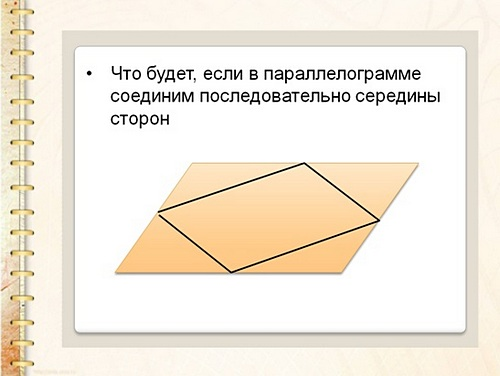 • Что будет, если в параллелограмме
соединим последовательно середины
сторон